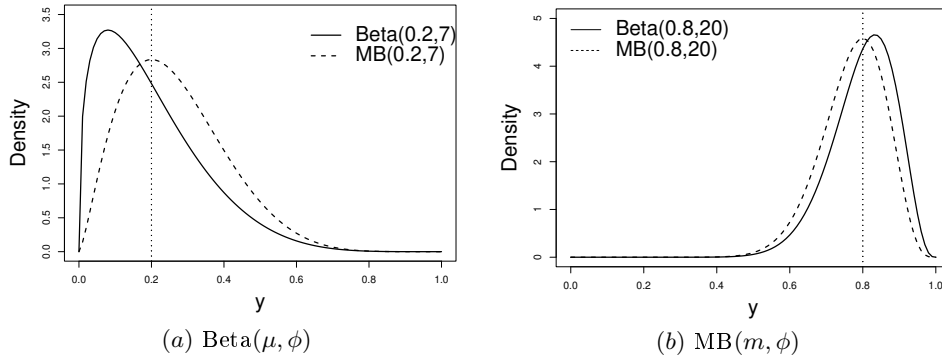 Beta(0.2,7)
MB(0.2,7)
Density
0.0
0.5
1.0
1.5
2.0
2.5
3.0
3.5
0.0
0.2
0.4
0.6
0.8
1.0
y
(a) Beta(μ, ϕ)
Beta(0.8,20)
MB(0.8,20)
Density
0
1
2
3
4
5
0.0
0.2
0.4
0.6
0.8
1.0
y
(b) MB(m, ϕ)